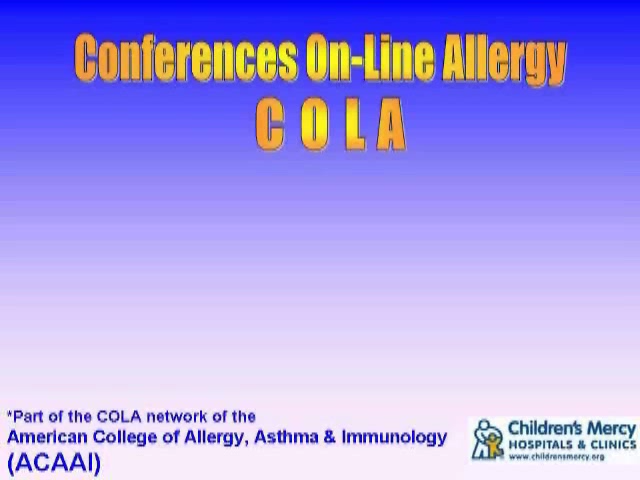 Conferences On-Line Allergy
C O L A
*Part of the COLA network of the
American College of Allergy, Asthma & Immunology
(ACAAI)
Children's Mercy
HOSPITALS & CLINICS
www.childrensmercy.org